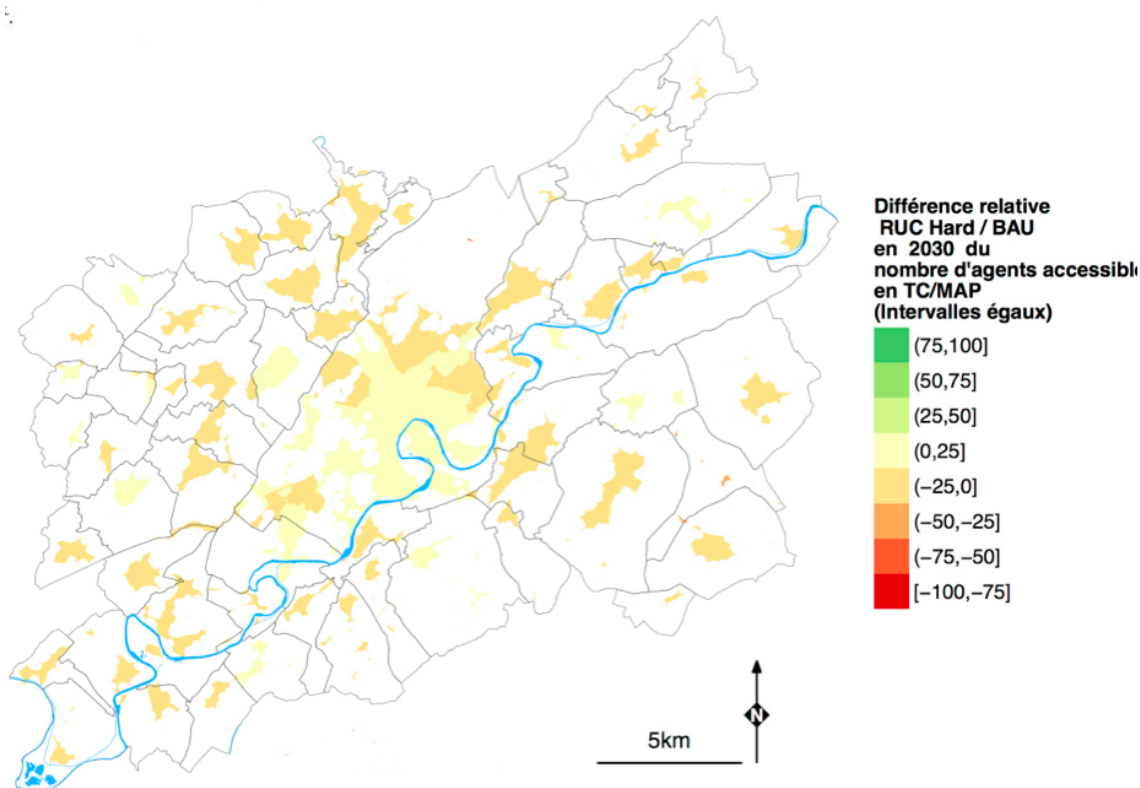 Différence relative
RUC Hard / BAU
en 2030 du
nombre d'agents accessibl
en TC/MAP
(Intervalles égaux)
(75,100]
(50,75]
(25,50]
(0,25]
(−25,0]
(−50,−25]
(−75,−50]
[−100,−75]
N
5km